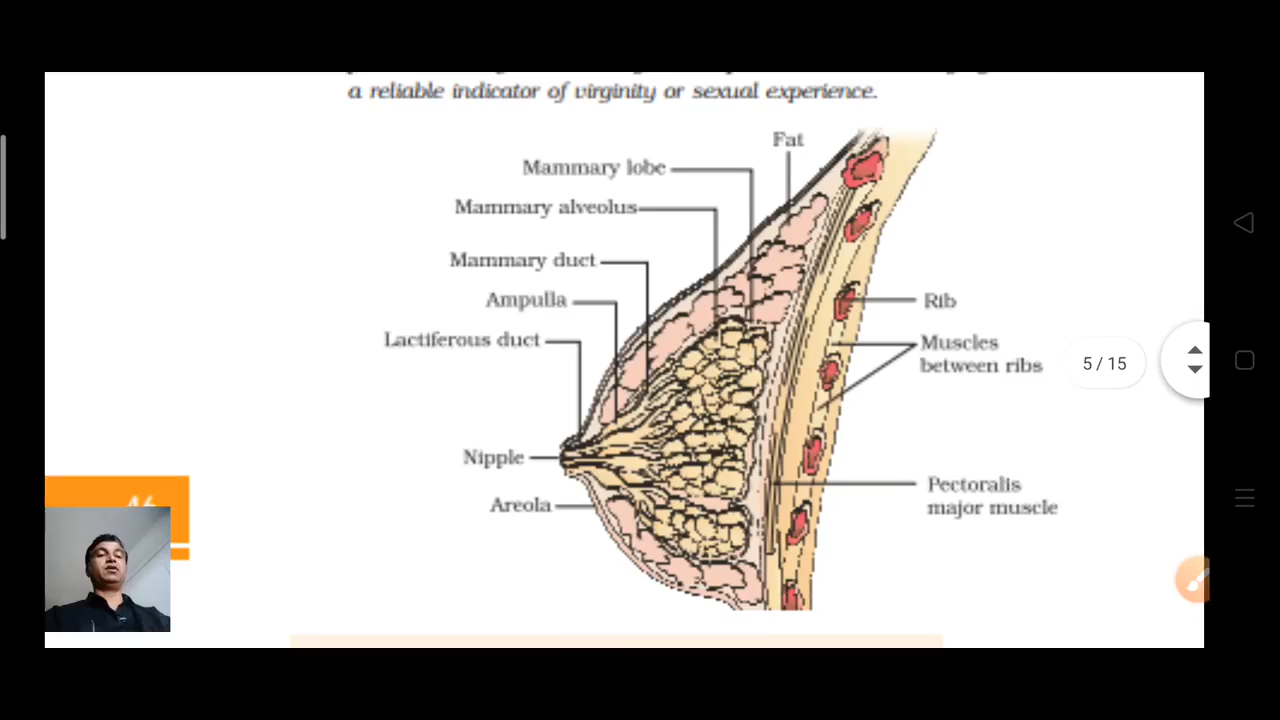 a reliable indicator of virginity or sexual experience.
Fat
Mammary lobe
Mammary alveolus
Mammary duct
Ampulla
Lactiferous duct
Rib
Muscles
between ribs
5 / 15
Nipple
Areola
Pectoralis
major muscle